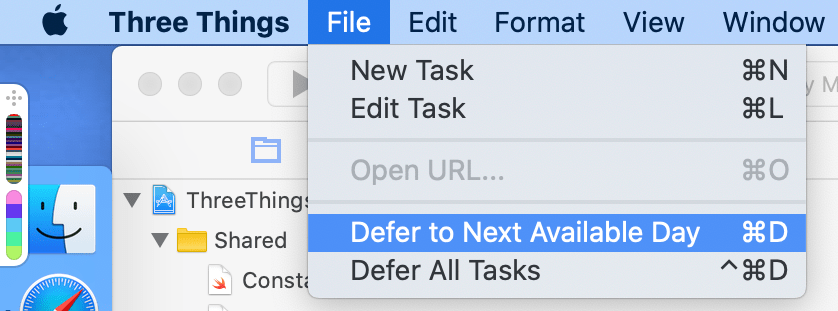 Three Things File Edit Format View Window
New Task ⌘N
Edit Task ⌘L
Open URL... ⌘O
ThreeThings
Defer to Next Available Day ⌘D
Shared
Defer All Tasks ^⌘D
Consta